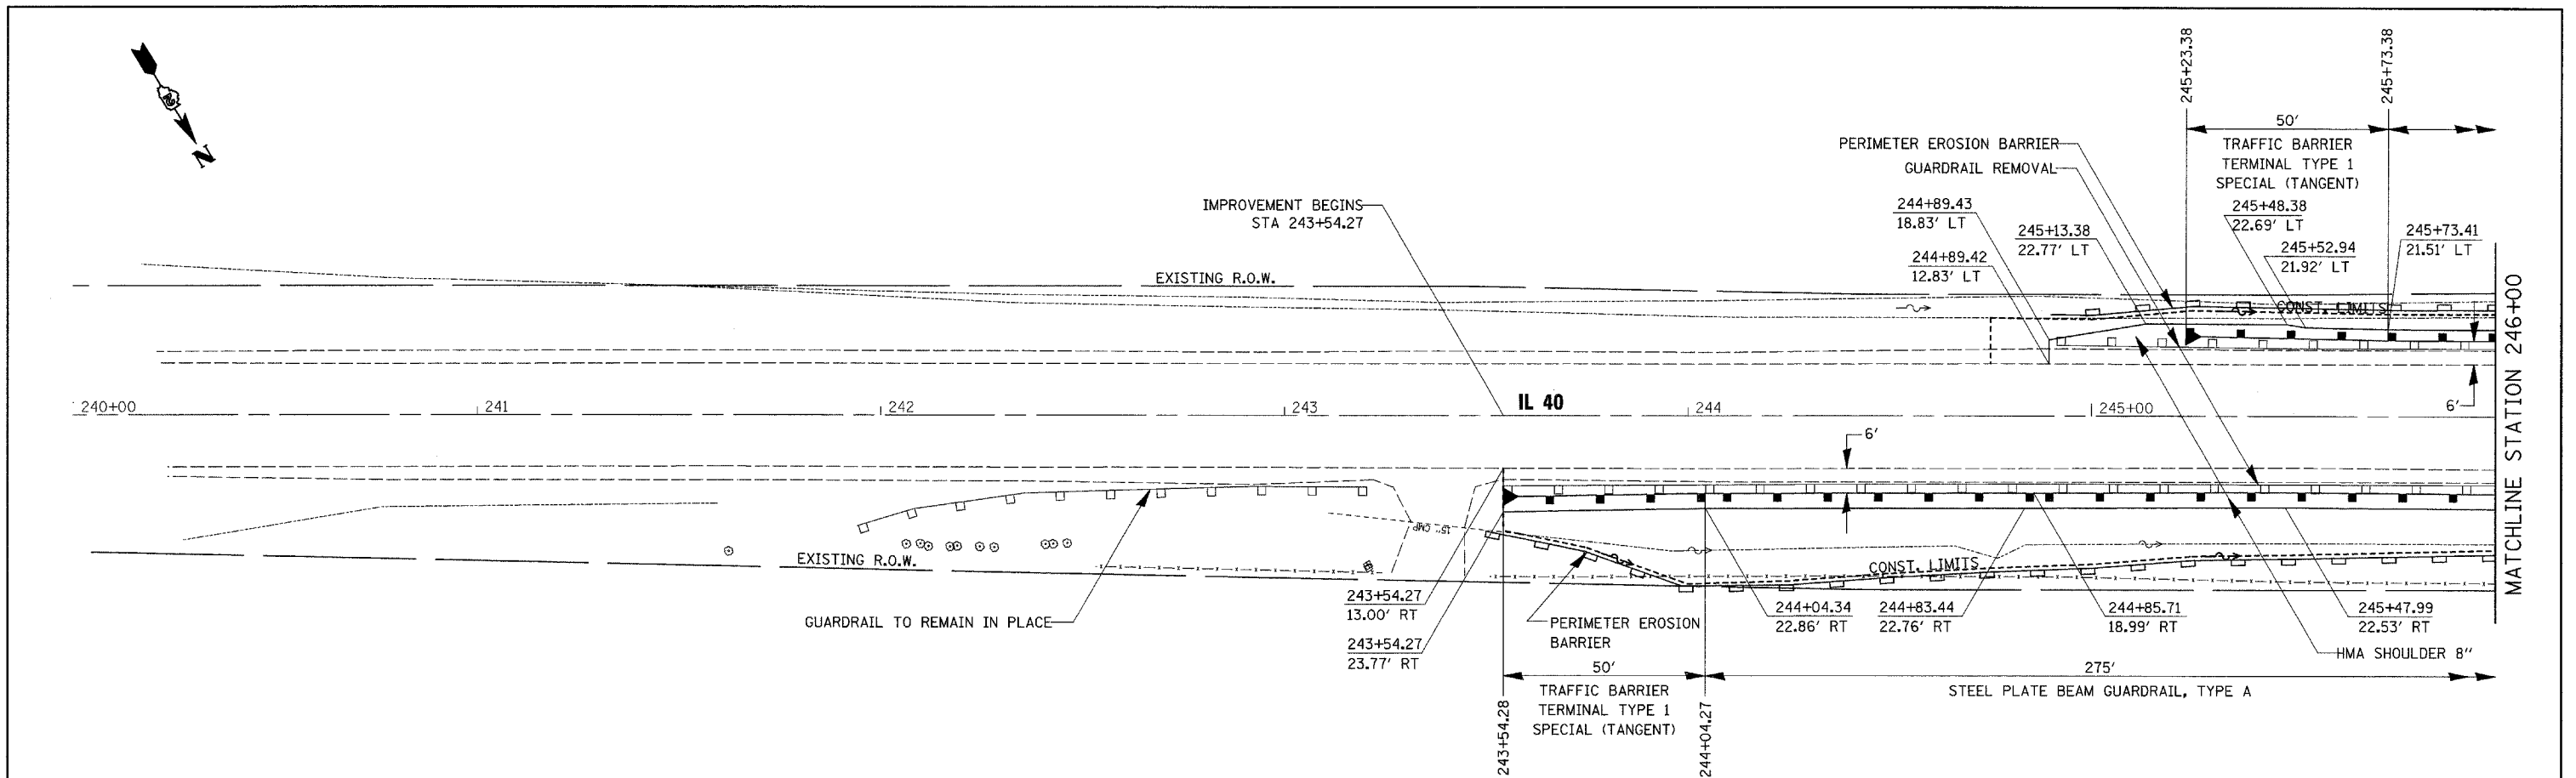 245+23.38
245+73.38
50'
PERIMETER EROSION BARRIER
GUARDRAIL REMOVAL
TRAFFIC BARRIER
TERMINAL TYPE 1
SPECIAL (TANGENT)
IMPROVEMENT BEGINS
STA 243+54.27
244+89.43
18.83' LT
245+13.38
22.77' LT
245+48.38
22.69' LT
244+89.42
12.83' LT
245+52.94
21.92' LT
245+73.41
21.51' LT
N
EXISTING R.O.W.
CONST. LIMITS
MATCHLINE STATION 246+00
240+00
241
242
243
IL 40
244
245+00
6'
6'
15" CMP
EXISTING R.O.W.
CONST. LIMITS
GUARDRAIL TO REMAIN IN PLACE
243+54.27
13.00' RT
243+54.27
23.77' RT
PERIMETER EROSION
BARRIER
244+04.34
22.86' RT
244+83.44
22.76' RT
244+85.71
18.99' RT
245+47.99
22.53' RT
HMA SHOULDER 8"
50'
275'
TRAFFIC BARRIER
TERMINAL TYPE 1
SPECIAL (TANGENT)
STEEL PLATE BEAM GUARDRAIL, TYPE A
243+54.28
244+04.27